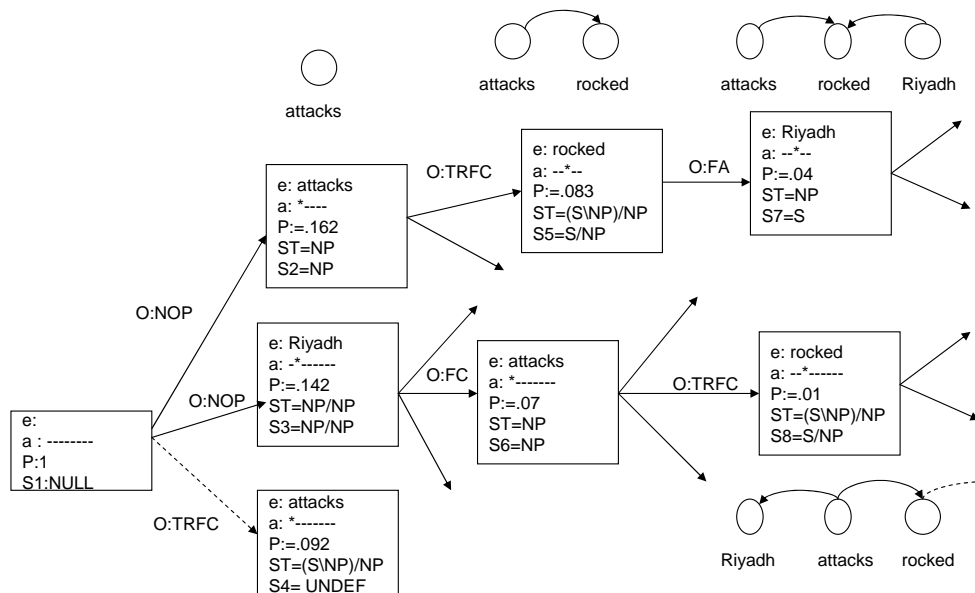 attacks
attacks rocked
attacks rocked Riyadh
e: attacks
a: *----
P:=.162
ST=NP
S2=NP
O:TRFC
e: rocked
a: --*--
P:=.083
ST=(S\NP)/NP
S5=S/NP
O:FA
e: Riyadh
a: --*--
P:=.04
ST=NP
S7=S
O:NOP
O:NOP
O:TRFC
e:
a : --------
P:1
S1:NULL
e: Riyadh
a: -*------
P:=.142
ST=NP/NP
S3=NP/NP
O:FC
e: attacks
a: *-------
P:=.07
ST=NP
S6=NP
O:TRFC
e: rocked
a: --*------
P:=.01
ST=(S\NP)/NP
S8=S/NP
e: attacks
a: *-------
P:=.092
ST=(S\NP)/NP
S4= UNDEF
Riyadh attacks rocked